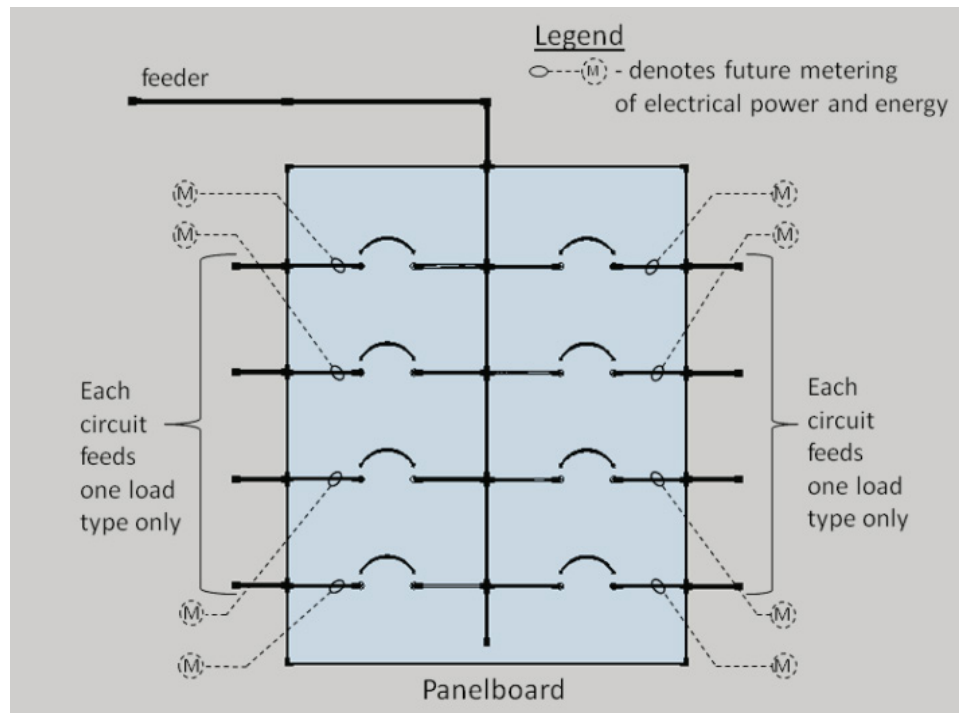 Legend
M - denotes future metering
of electrical power and energy
feeder
M
M
M
M
Each
circuit
feeds
one load
type only
Each
circuit
feeds
one load
type only
M
M
M
M
Panelboard